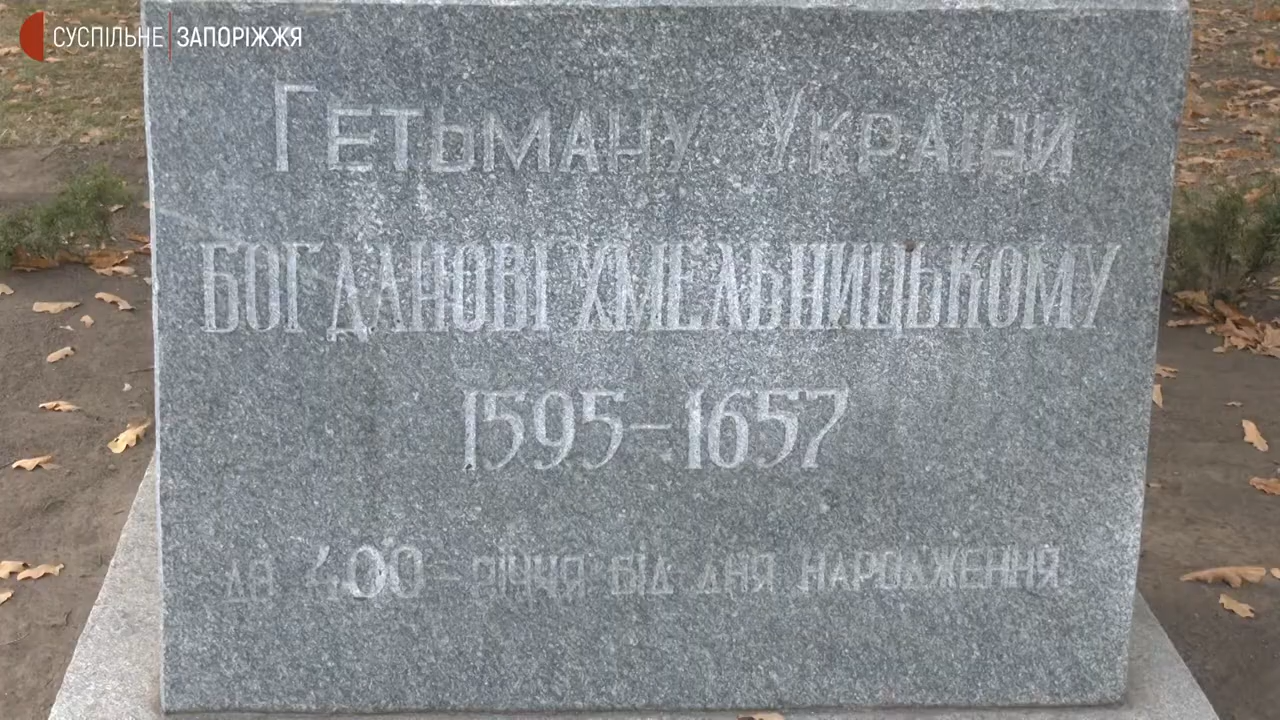 СУСПІЛЬНЕ ЗАПОРІЖЖЯ
ГЕТЬМАНУ УКРАЇНИ
БОГДАНОВІ ХМЕЛЬНИЦЬКОМУ
1595–1657
ДО 400-РІЧЧЯ ВІД ДНЯ НАРОДЖЕННЯ